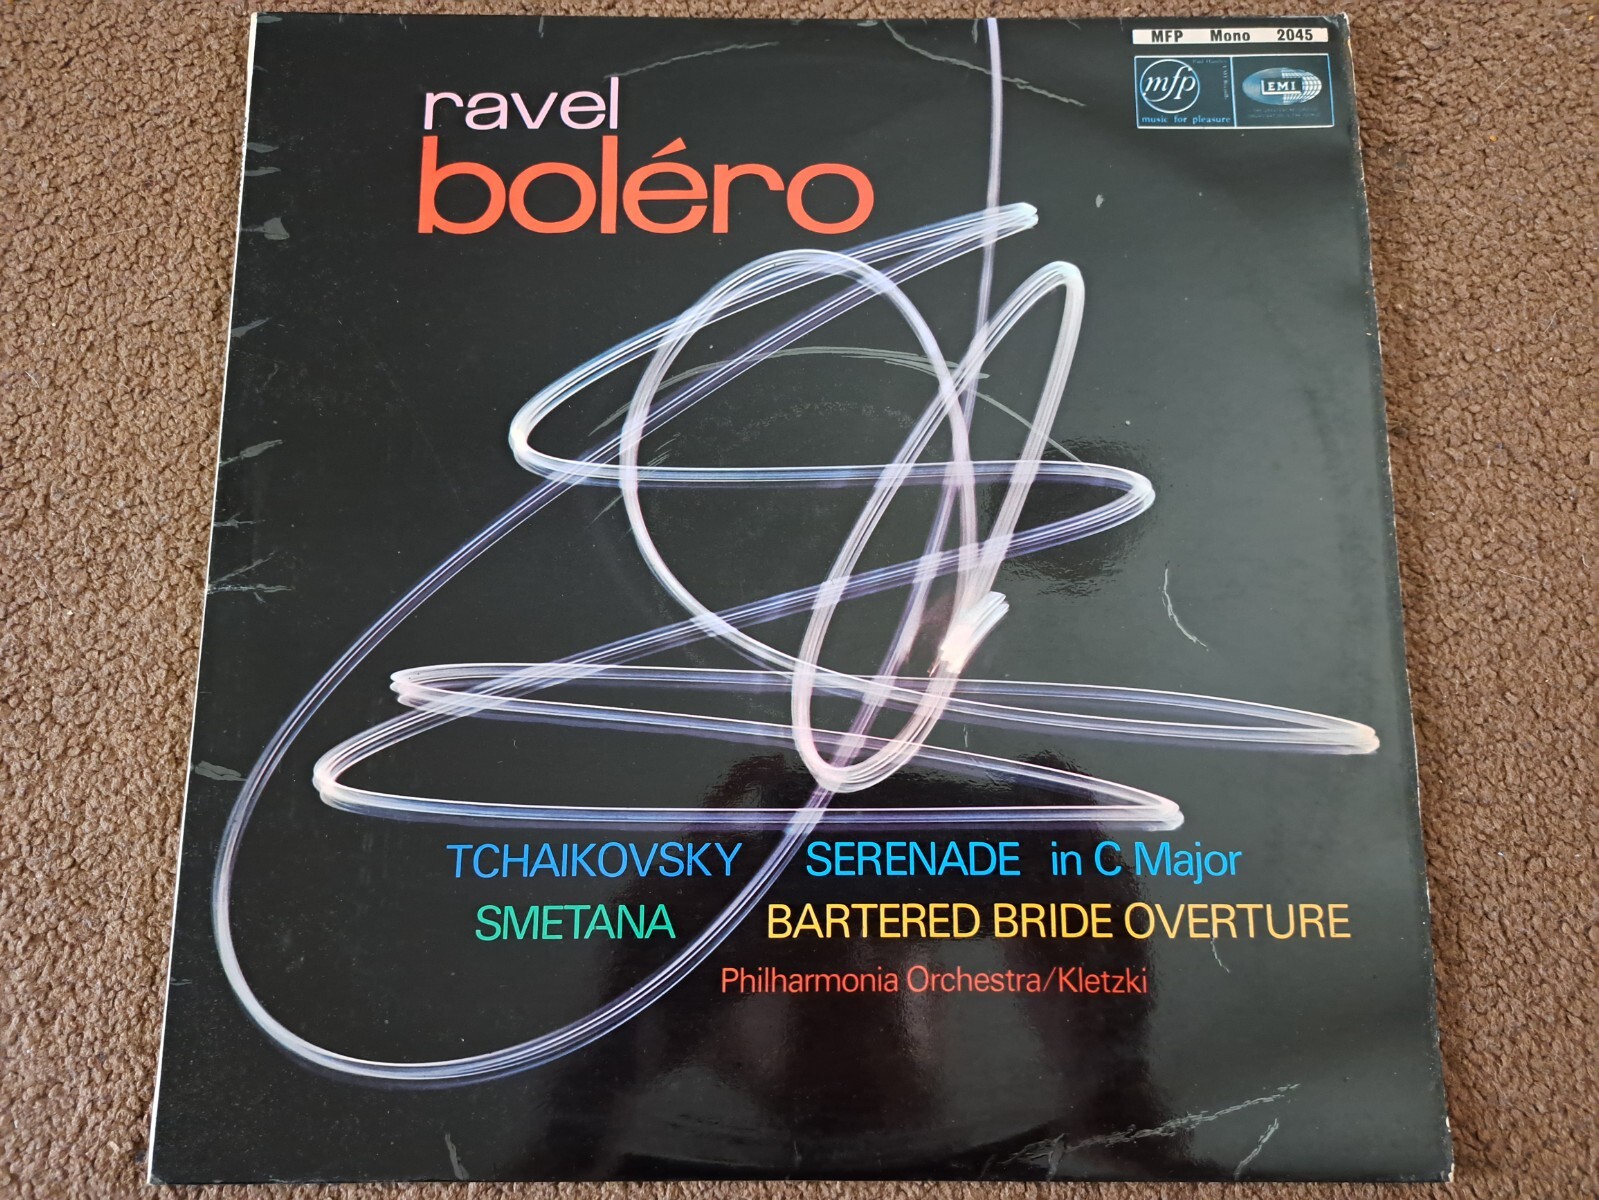 MFP Mono 2045
mfp
EMI
music for pleasure
ravel
boléro
TCHAIKOVSKY SERENADE in C Major
SMETANA BARTERED BRIDE OVERTURE
Philharmonia Orchestra/Kletzki